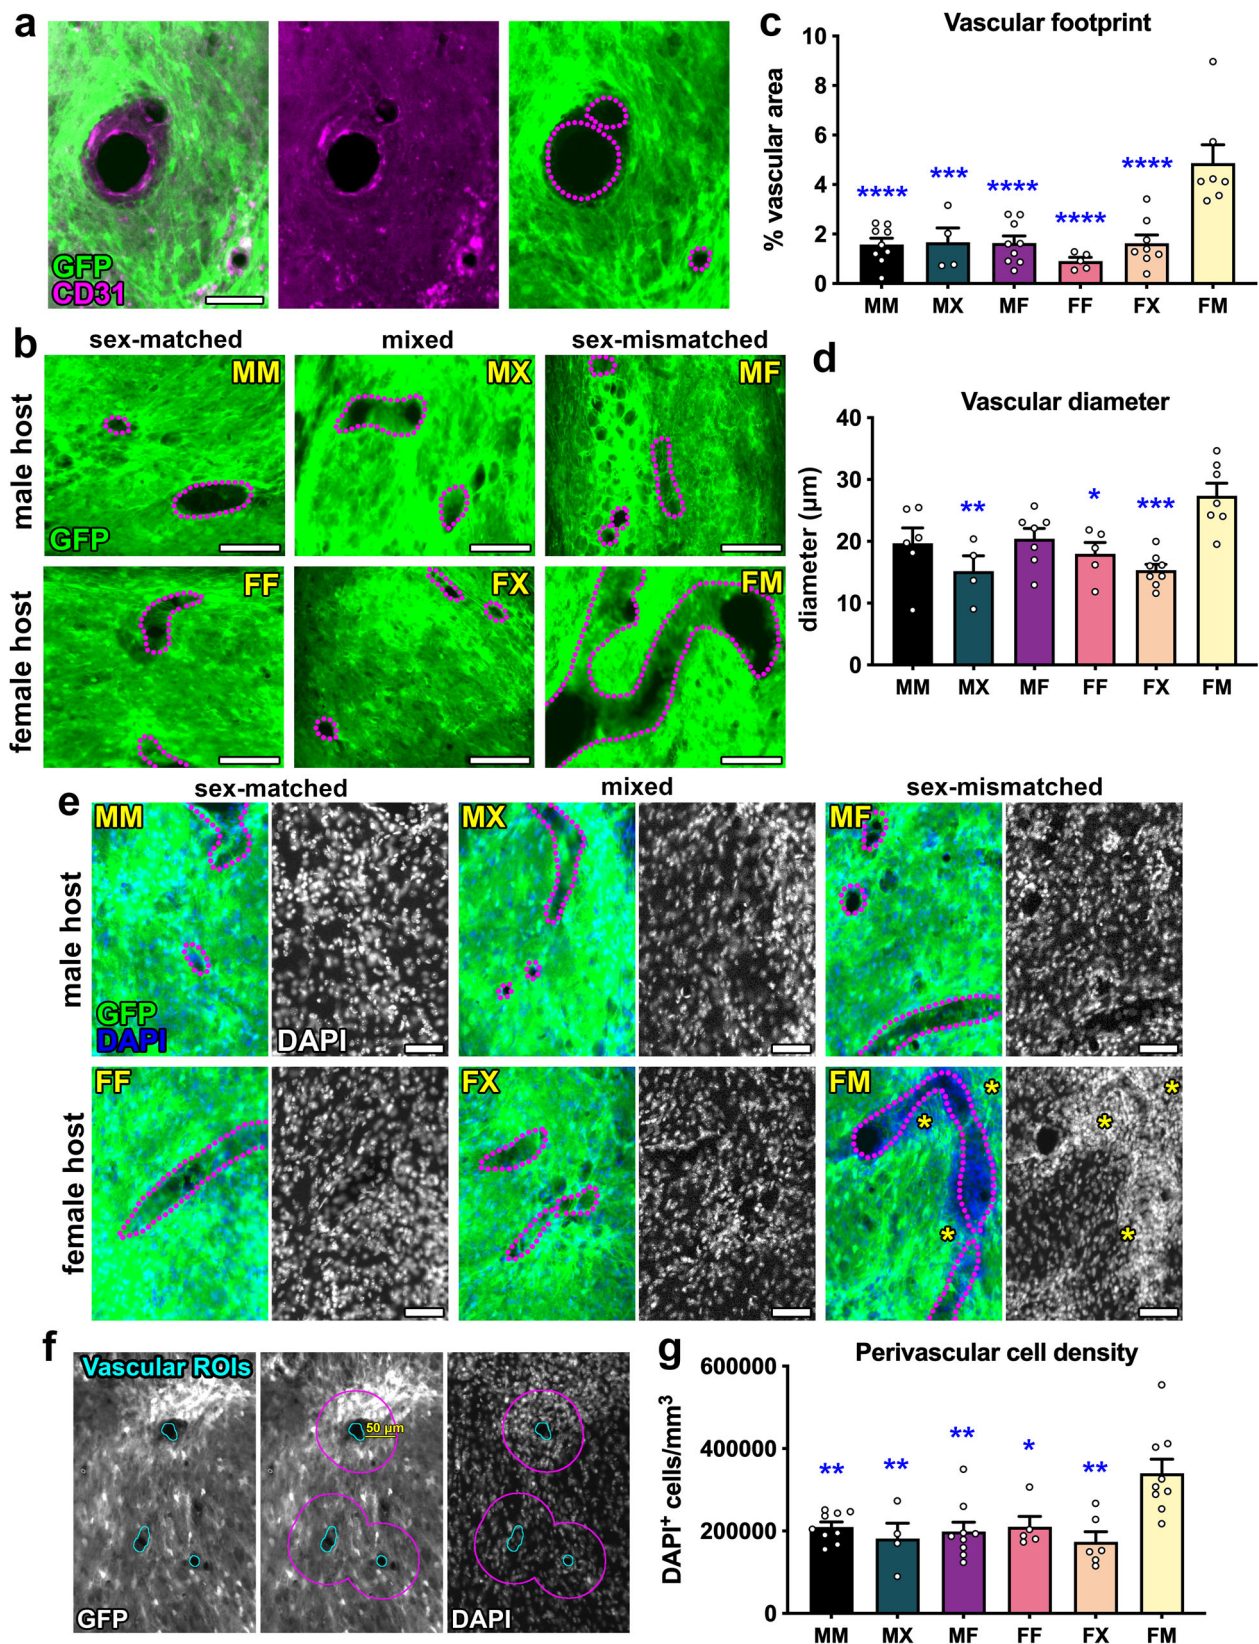 a
GFP
CD31
c
Vascular footprint
% vascular area
10
8
6
4
2
0
****
***
****
****
****
MM MX MF FF FX FM
b
sex-matched mixed sex-mismatched
male host
MM MX MF
GFP
female host
FF FX FM
d
Vascular diameter
diameter (µm)
40
30
20
10
0
**
*
***
MM MX MF FF FX FM
e
sex-matched mixed sex-mismatched
male host
MM MX MF
GFP
DAPI DAPI
female host
FF FX FM
* * *
* * *
f
Vascular ROIs
50 µm
GFP DAPI
g
Perivascular cell density
DAPI⁺ cells/mm³
600000
400000
200000
0
**
**
**
*
**
MM MX MF FF FX FM